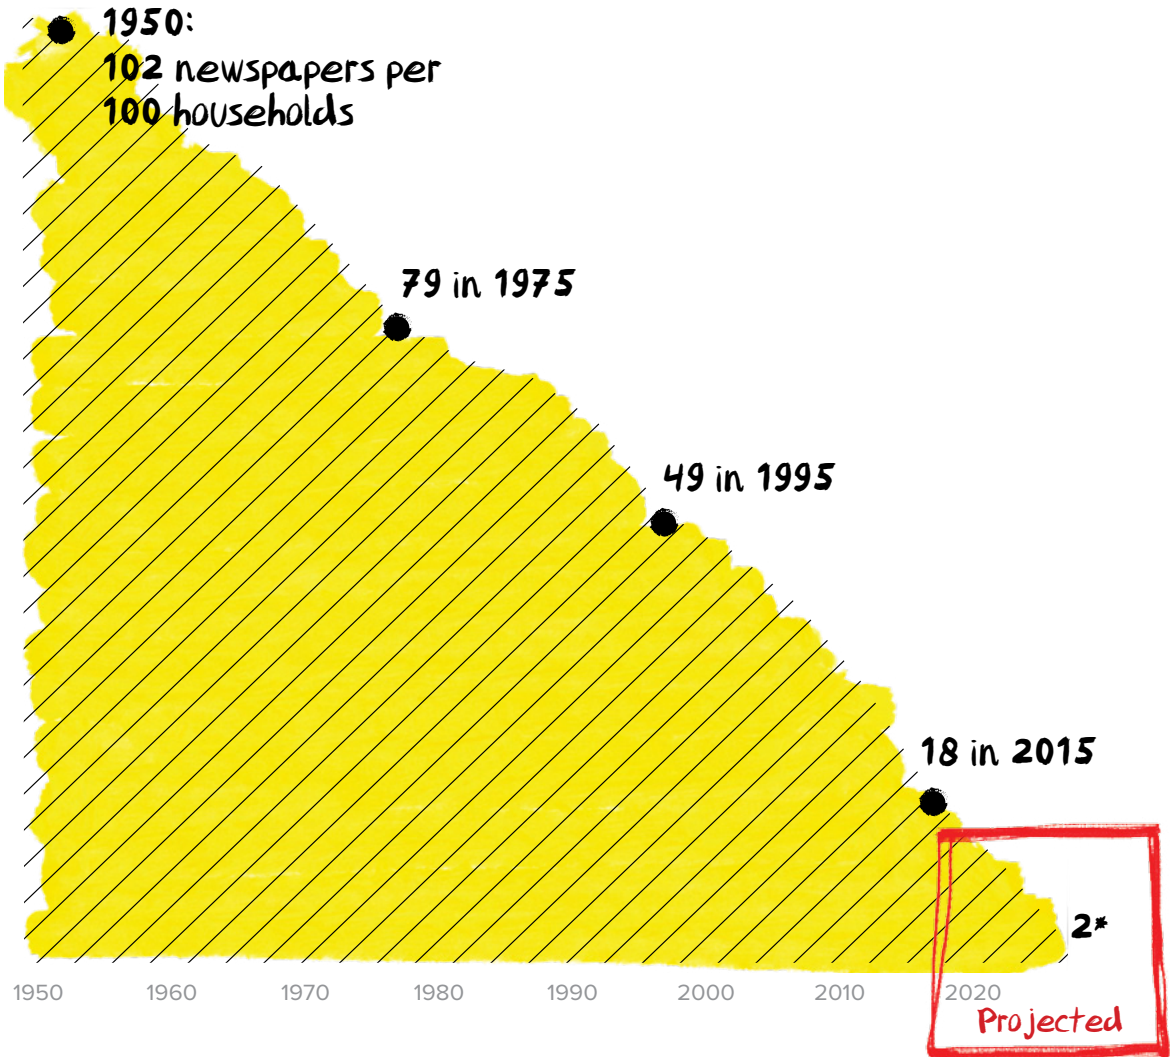 1950:
102 newspapers per
100 households
79 in 1975
49 in 1995
18 in 2015
2*
1950 1960 1970 1980 1990 2000 2010 2020
Projected